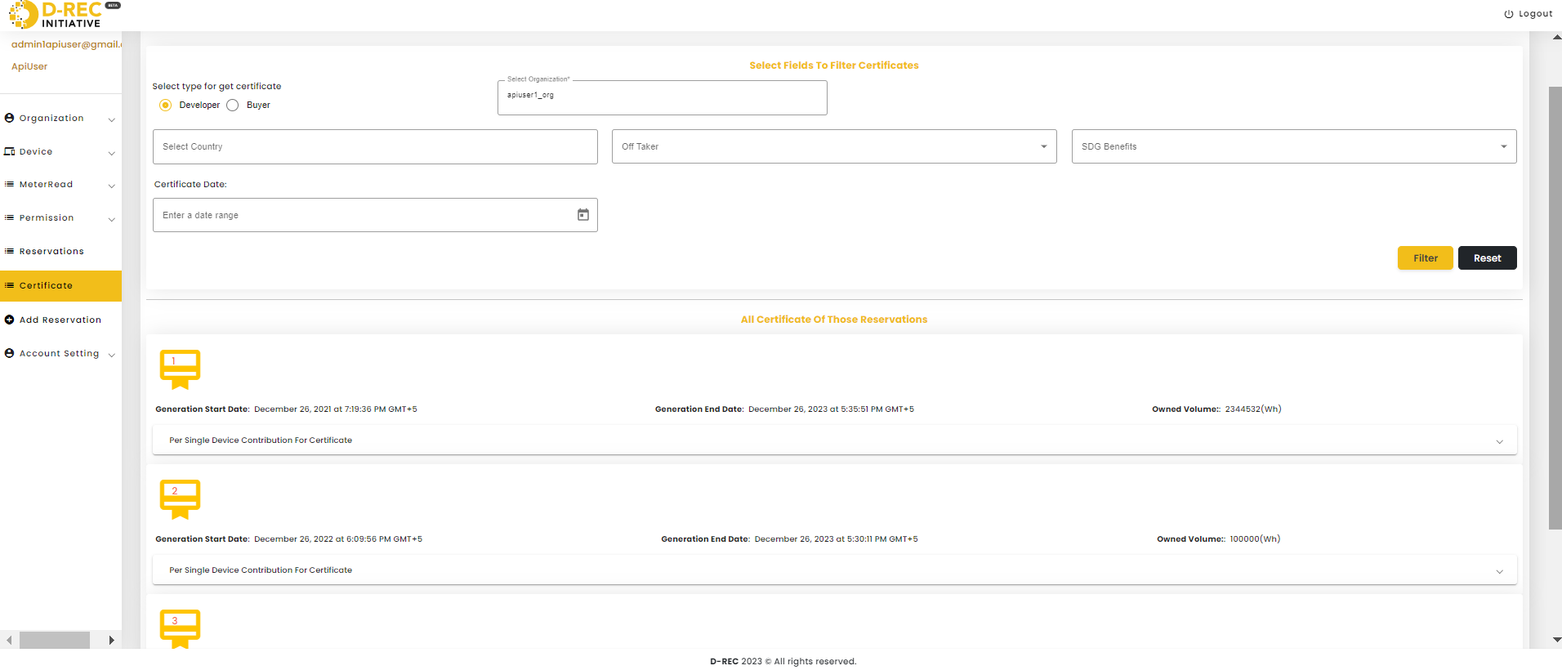 D-REC BETA
INITIATIVE
Logout
admin1apiuser@gmail.
ApiUser
Organization
Device
MeterRead
Permission
Reservations
Certificate
Add Reservation
Account Setting
Select Fields To Filter Certificates
Select type for get certificate
Developer Buyer
Select Organization*
apiuser1_org
Select Country
Off Taker
SDG Benefits
Certificate Date:
Enter a date range
Filter
Reset
All Certificate Of Those Reservations
1
Generation Start Date: December 26, 2021 at 7:19:36 PM GMT+5 Generation End Date: December 26, 2023 at 5:35:51 PM GMT+5 Owned Volume:: 2344532(Wh)
Per Single Device Contribution For Certificate
2
Generation Start Date: December 26, 2022 at 6:09:56 PM GMT+5 Generation End Date: December 26, 2023 at 5:30:11 PM GMT+5 Owned Volume:: 100000(Wh)
Per Single Device Contribution For Certificate
3
D-REC 2023 © All rights reserved.